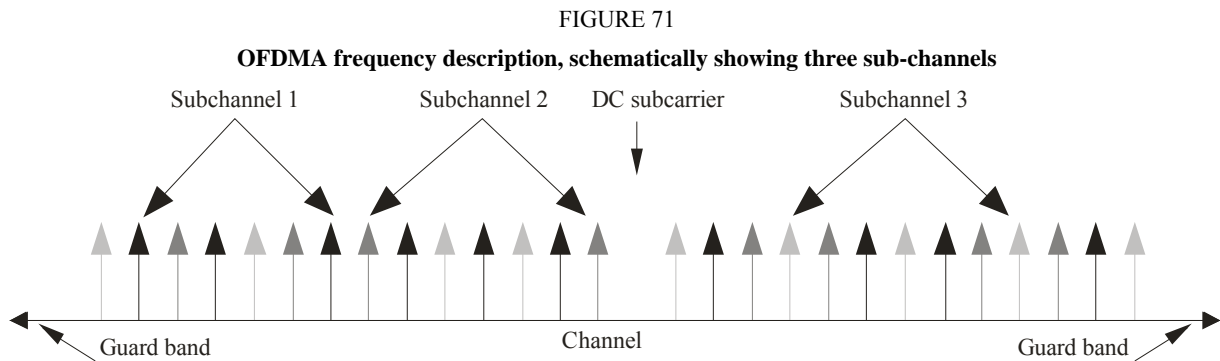 FIGURE 71
OFDMA frequency description, schematically showing three sub-channels
Subchannel 1 Subchannel 2 DC subcarrier Subchannel 3
Guard band Channel Guard band